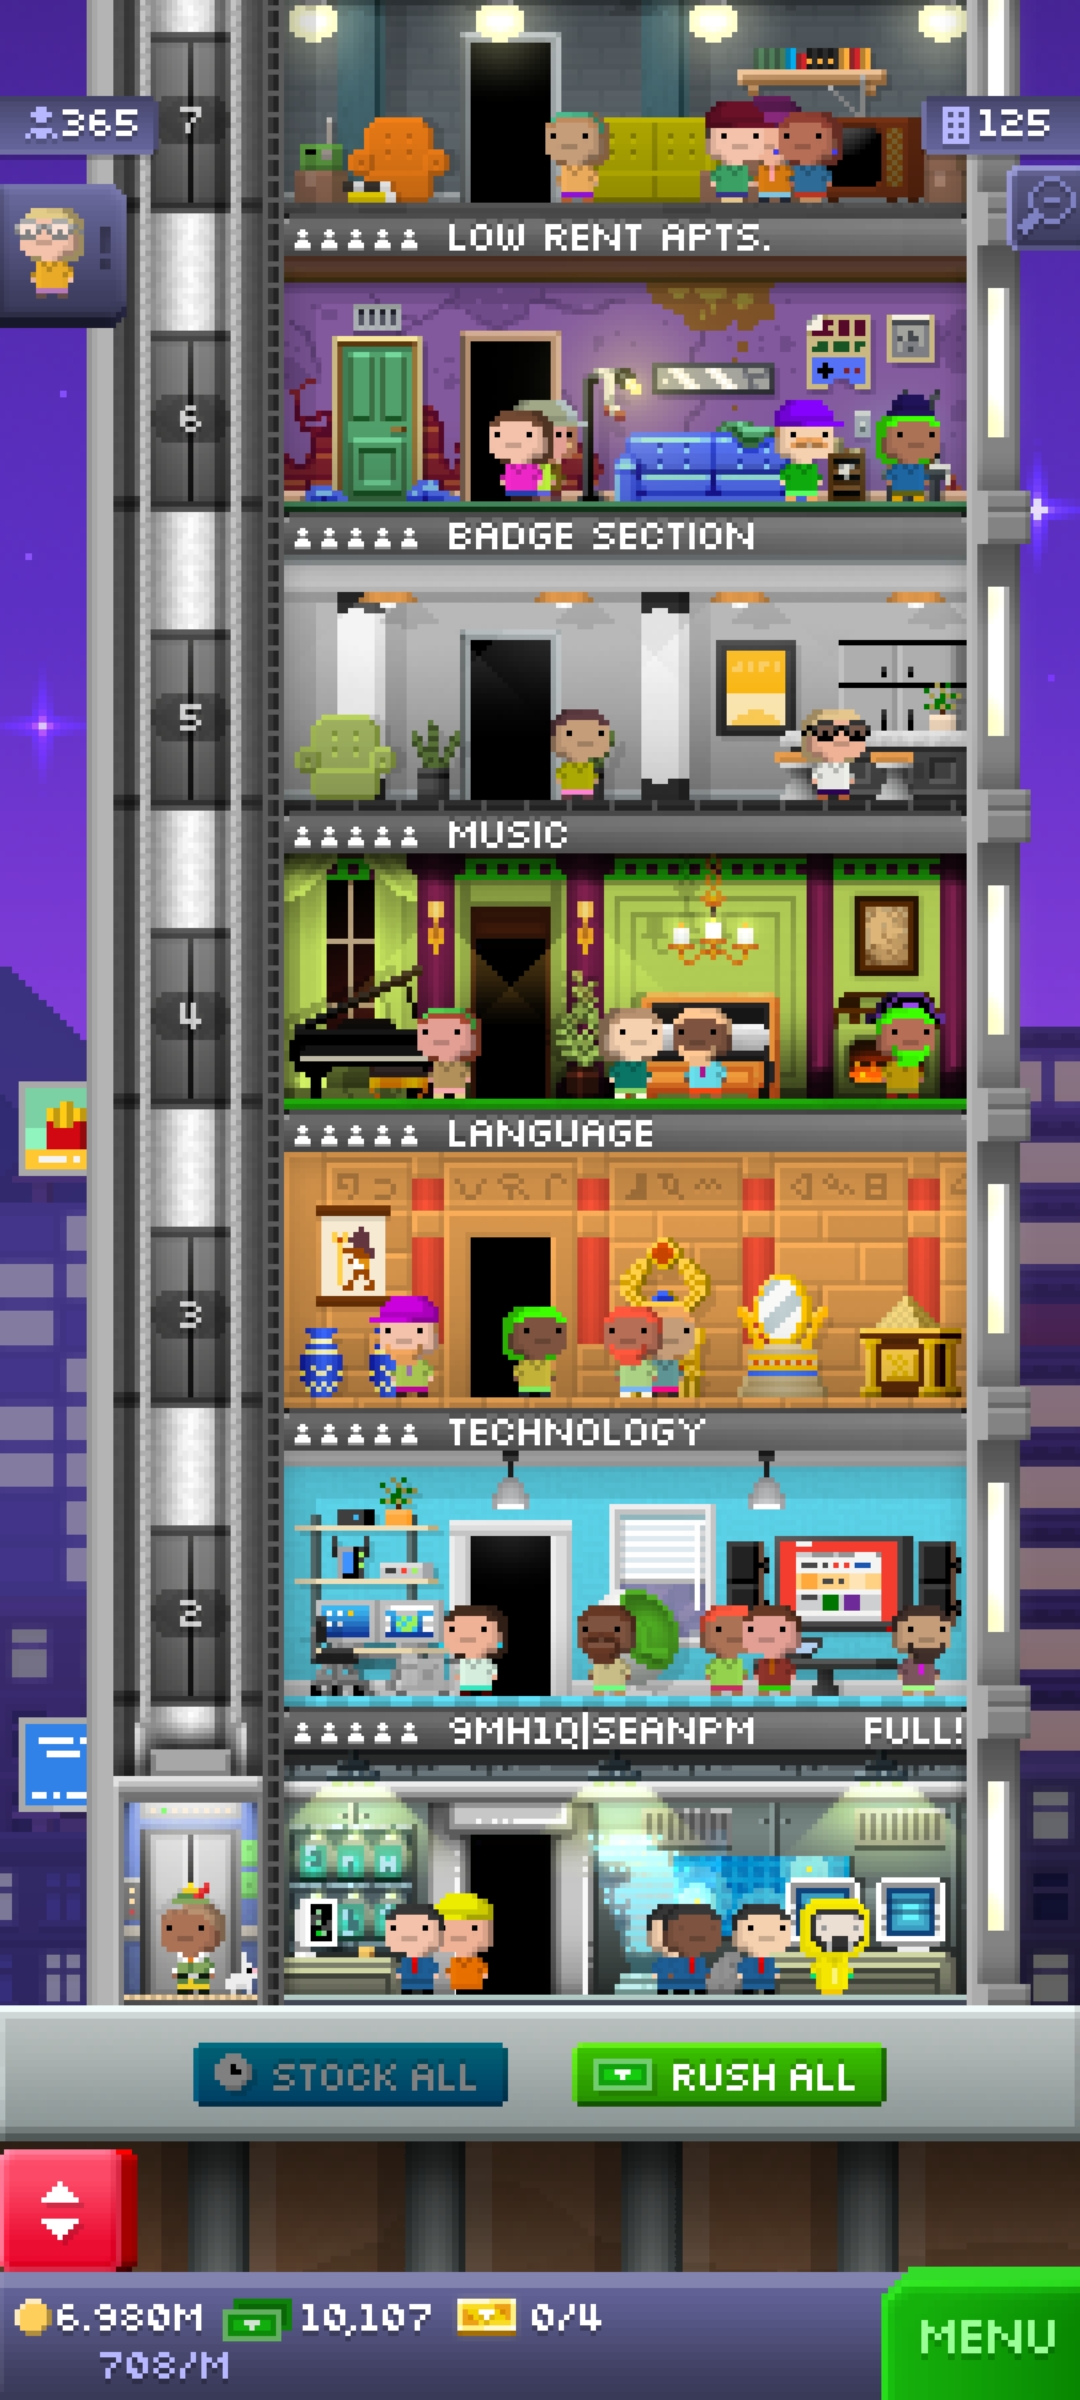 365
7
125
!
LOW RENT APTS.
6
BADGE SECTION
5
MUSIC
4
LANGUAGE
3
TECHNOLOGY
2
9MH1Q|SEANPM FULL!
STOCK ALL
RUSH ALL
6.980M 10,107 0/4
708/M
MENU